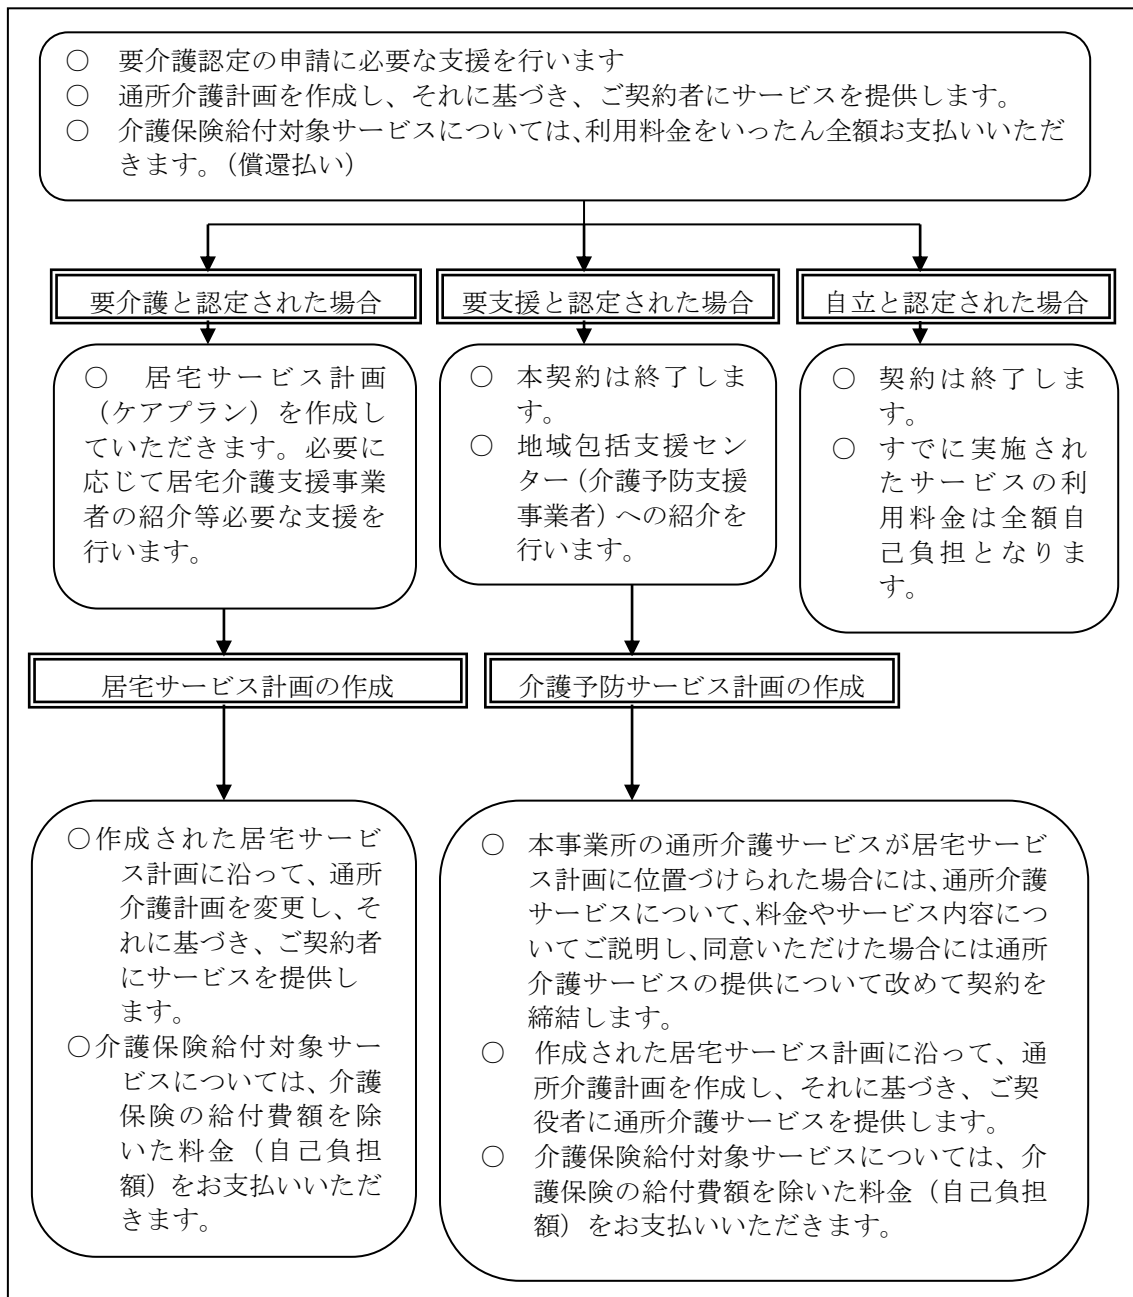 ○ 要介護認定の申請に必要な支援を行います
○ 通所介護計画を作成し、それに基づき、ご契約者にサービスを提供します。
○ 介護保険給付対象サービスについては、利用料金をいったん全額お支払いいただ
きます。（償還払い）
要介護と認定された場合
要支援と認定された場合
自立と認定された場合
○ 居宅サービス計画
（ケアプラン）を作成し
ていただきます。必要に
応じて居宅介護支援事業
者の紹介等必要な支援を
行います。
○ 本契約は終了しま
す。
○ 地域包括支援セン
ター（介護予防支援
事業者）への紹介を
行います。
○ 契約は終了しま
す。
○ すでに実施され
たサービスの利
用料金は全額自
己負担となりま
す。
居宅サービス計画の作成
介護予防サービス計画の作成
○作成された居宅サービ
ス計画に沿って、通所
介護計画を変更し、そ
れに基づき、ご契約者
にサービスを提供し
ます。
○介護保険給付対象サー
ビスについては、介護
保険の給付費額を除
いた料金（自己負担
額）をお支払いいただ
きます。
○ 本事業所の通所介護サービスが居宅サービ
ス計画に位置づけられた場合には、通所介護
サービスについて、料金やサービス内容につ
いてご説明し、同意いただけた場合には通所
介護サービスの提供について改めて契約を
締結します。
○ 作成された居宅サービス計画に沿って、通
所介護計画を作成し、それに基づき、ご契
役者に通所介護サービスを提供します。
○ 介護保険給付対象サービスについては、介
護保険の給付費額を除いた料金（自己負担
額）をお支払いいただきます。